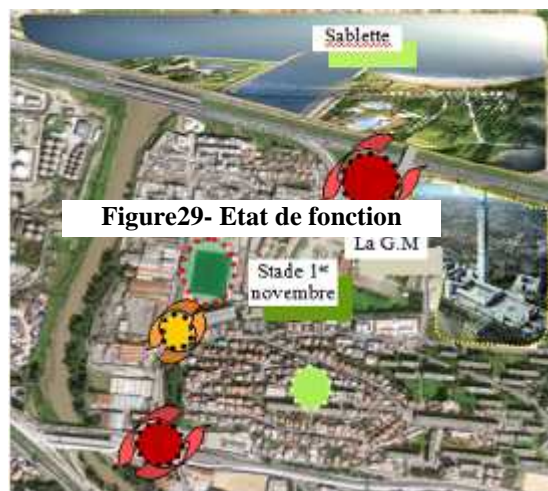 Sablette
Figure29- Etat de fonction
La G.M
Stade 1er
novembre